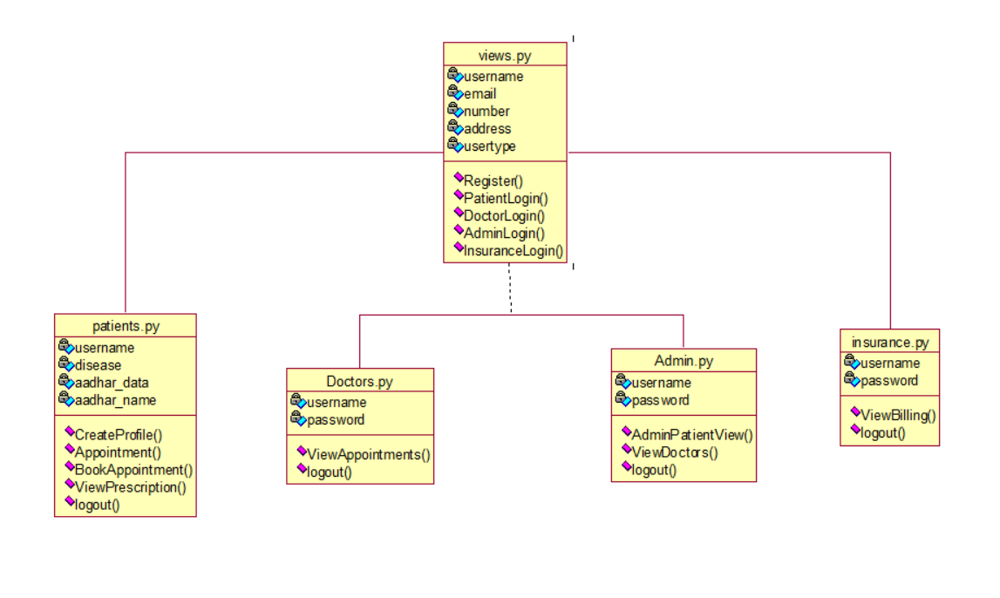 views.py
username
email
number
address
usertype
Register()
PatientLogin()
DoctorLogin()
AdminLogin()
InsuranceLogin()
patients.py
username
disease
aadhar_data
aadhar_name
CreateProfile()
Appointment()
BookAppointment()
ViewPrescription()
logout()
Doctors.py
username
password
ViewAppointments()
logout()
Admin.py
username
password
AdminPatientView()
ViewDoctors()
logout()
insurance.py
username
password
ViewBilling()
logout()